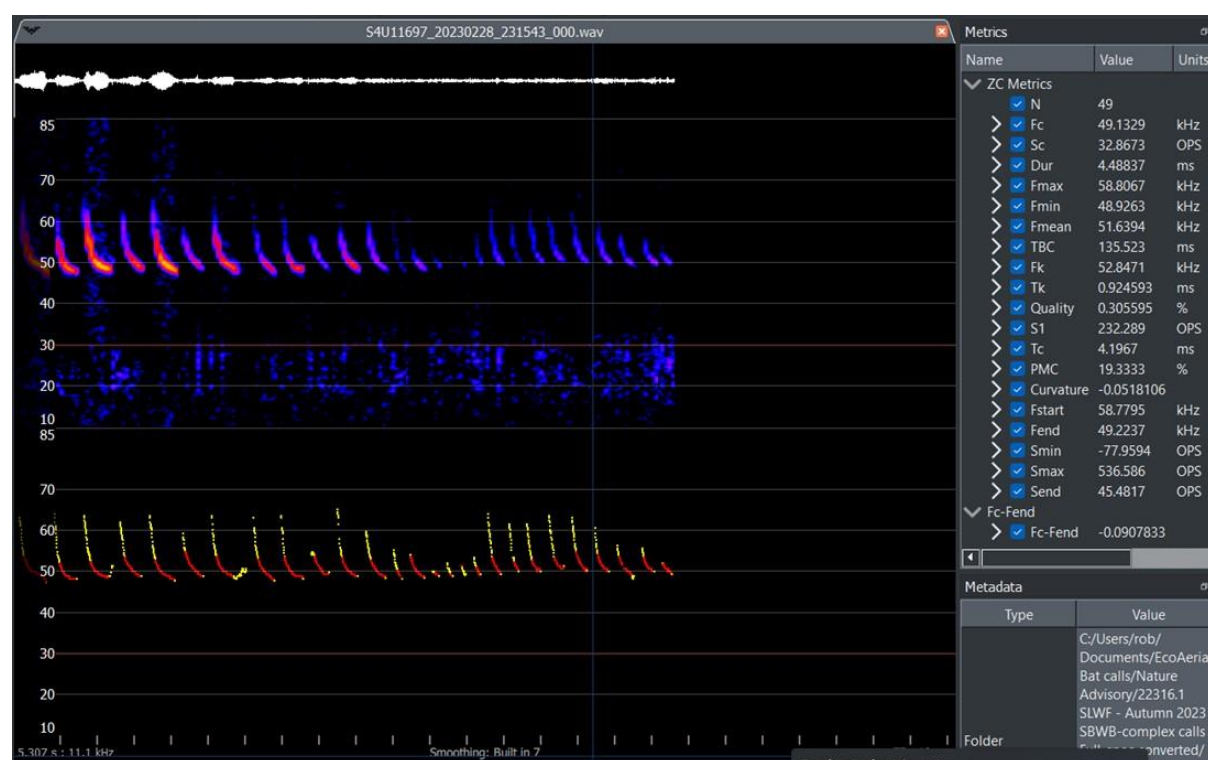 S4U11697_20230228_231543_000.wav
85
70
60
50
40
30
20
10
85
70
60
50
40
30
20
10
5.307 s : 11.1 kHz
Smoothing: Built in 7
Metrics
Name Value Units
ZC Metrics
N 49
Fc 49.1329 kHz
Sc 32.8673 OPS
Dur 4.48837 ms
Fmax 58.8067 kHz
Fmin 48.9263 kHz
Fmean 51.6394 kHz
TBC 135.523 ms
Fk 52.8471 kHz
Tk 0.924593 ms
Quality 0.305595 %
S1 232.289 OPS
Tc 4.1967 ms
PMC 19.3333 %
Curvature -0.0518106
Fstart 58.7795 kHz
Fend 49.2237 kHz
Smin -77.9594 OPS
Smax 536.586 OPS
Send 45.4817 OPS
Fc-Fend
Fc-Fend -0.0907833
Metadata
Type Value
C:/Users/rob/
Documents/EcoAeria
Bat calls/Nature
Advisory/22316.1
SLWF - Autumn 2023
SBWB-complex calls
Folder